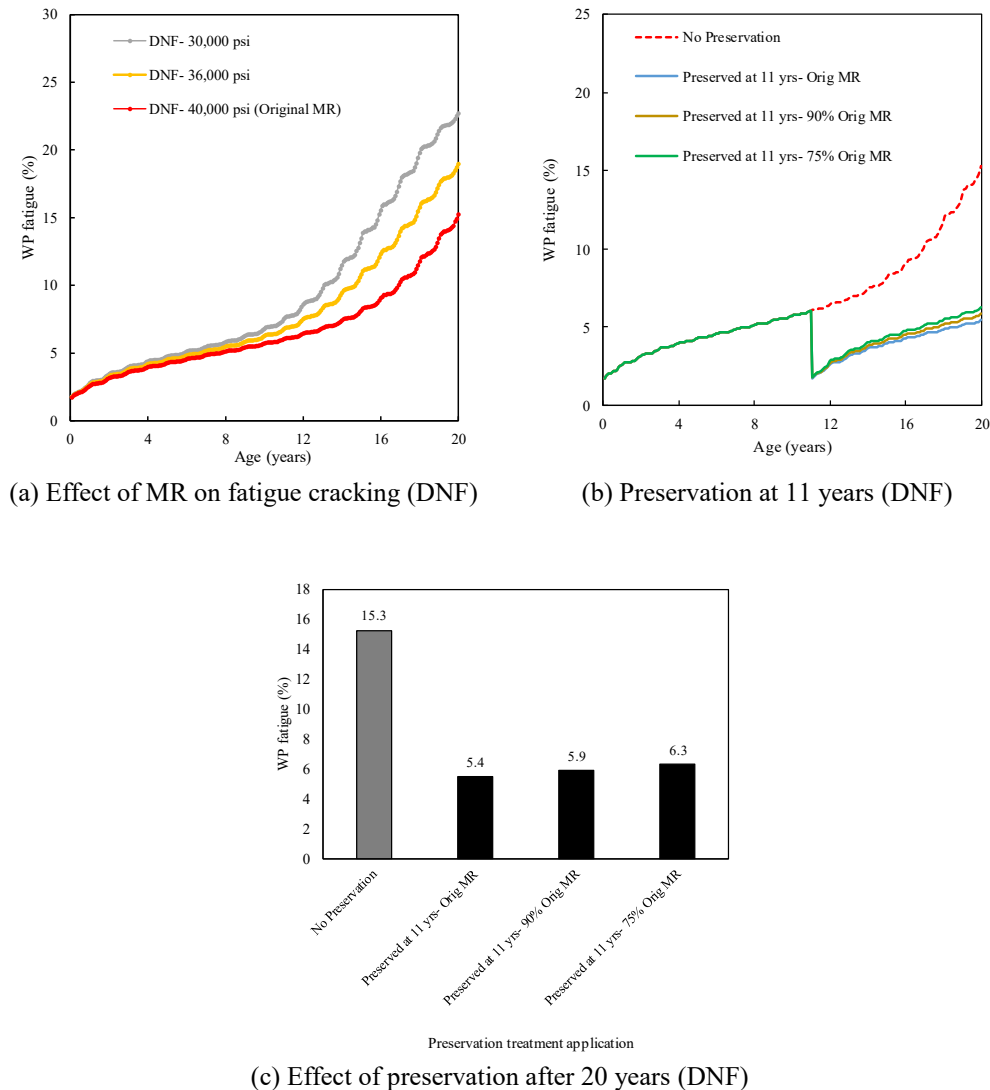 30
25
20
15
10
5
0
WP fatigue (%)
DNF- 30,000 psi
DNF- 36,000 psi
DNF- 40,000 psi (Original MR)
0 4 8 12 16 20
Age (years)
(a) Effect of MR on fatigue cracking (DNF)
25
20
15
10
5
0
WP fatigue (%)
No Preservation
Preserved at 11 yrs- Orig MR
Preserved at 11 yrs- 90% Orig MR
Preserved at 11 yrs- 75% Orig MR
0 4 8 12 16 20
Age (years)
(b) Preservation at 11 years (DNF)
18
16
14
12
10
8
6
4
2
0
WP fatigue (%)
15.3
5.4
5.9
6.3
No Preservation
Preserved at 11 yrs- Orig MR
Preserved at 11 yrs- 90% Orig MR
Preserved at 11 yrs- 75% Orig MR
Preservation treatment application
(c) Effect of preservation after 20 years (DNF)